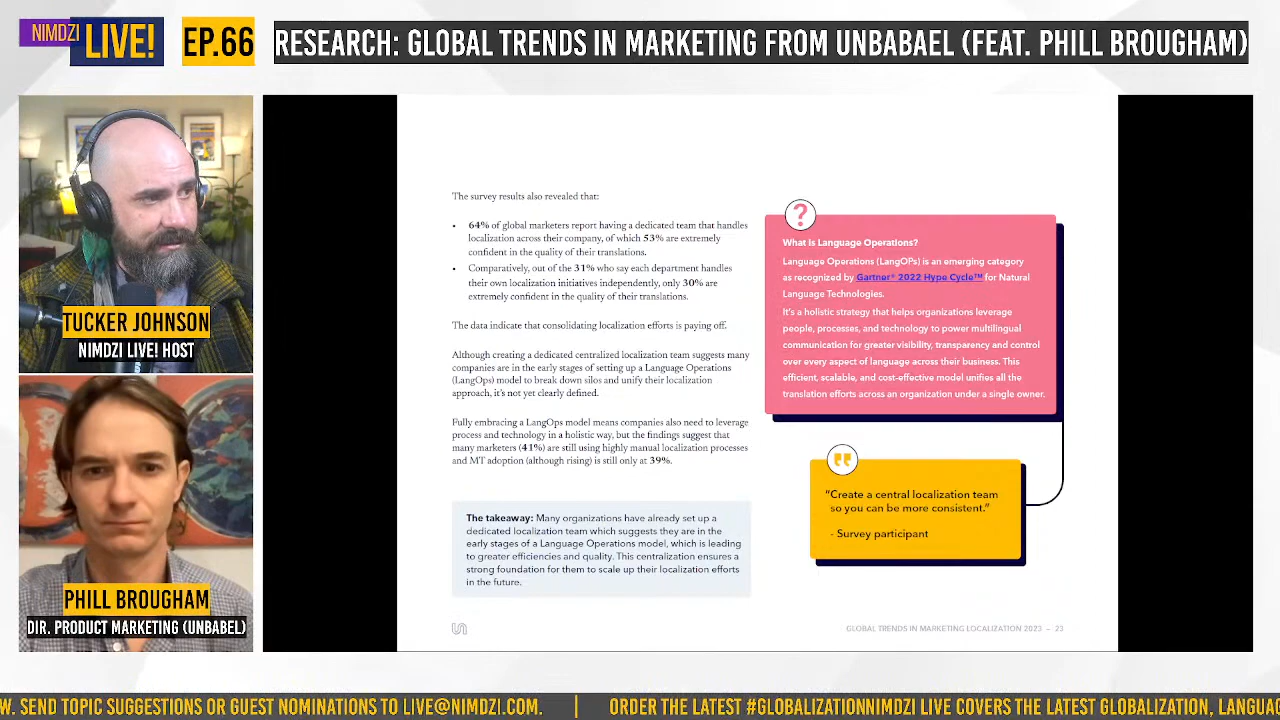 NIMDZI LIVE!
EP.66
RESEARCH: GLOBAL TRENDS IN MARKETING FROM UNBABAEL (FEAT. PHILL BROUGHAM)
TUCKER JOHNSON
NIMDZI LIVE! HOST
PHILL BROUGHAM
DIR. PRODUCT MARKETING (UNBABEL)
The survey results also revealed that:
• 64% of global marketers report having a dedicated team that handles
localization across their company, of which 53% are extremely
confident in the quality of their translations.
• Comparatively, out of the 31% who say each department handles
their own localization initiatives independently, only 30% are
extremely confident in the quality of their translations.
The data indicate that consolidating localization efforts is paying off.
Although creating a dedicated centralized localization team suggests many
companies are in the early stages of setting up a Language Operations
(LangOps) model to break down silos and unify their localization
approach, it's not yet clearly defined.
Fully embracing a LangOps model means companies also need to leverage
process and technology in a holistic way, but the findings suggest that
many marketers (41%) are still using highly manual localization processes
and MT adoption (although rising) is still only at 39%.
The takeaway: Many organizations have already set up a
dedicated localization team which suggests they are in the
early stages of a Language Operations model, which is leading
to greater efficiencies and quality. This centralization ensures a
strong foundation for them to scale up their localization efforts
in the future.
?
What is Language Operations?
Language Operations (LangOPs) is an emerging category
as recognized by Gartner® 2022 Hype Cycle™ for Natural
Language Technologies.
It's a holistic strategy that helps organizations leverage
people, processes, and technology to power multilingual
communication for greater visibility, transparency and control
over every aspect of language across their business. This
efficient, scalable, and cost-effective model unifies all the
translation efforts across an organization under a single owner.
"Create a central localization team
so you can be more consistent."
- Survey participant
GLOBAL TRENDS IN MARKETING LOCALIZATION 2023 – 23
W. SEND TOPIC SUGGESTIONS OR GUEST NOMINATIONS TO LIVE@NIMDZI.COM. | ORDER THE LATEST #GLOBALIZATIONNIMDZI LIVE COVERS THE LATEST GLOBALIZATION, LANGUA